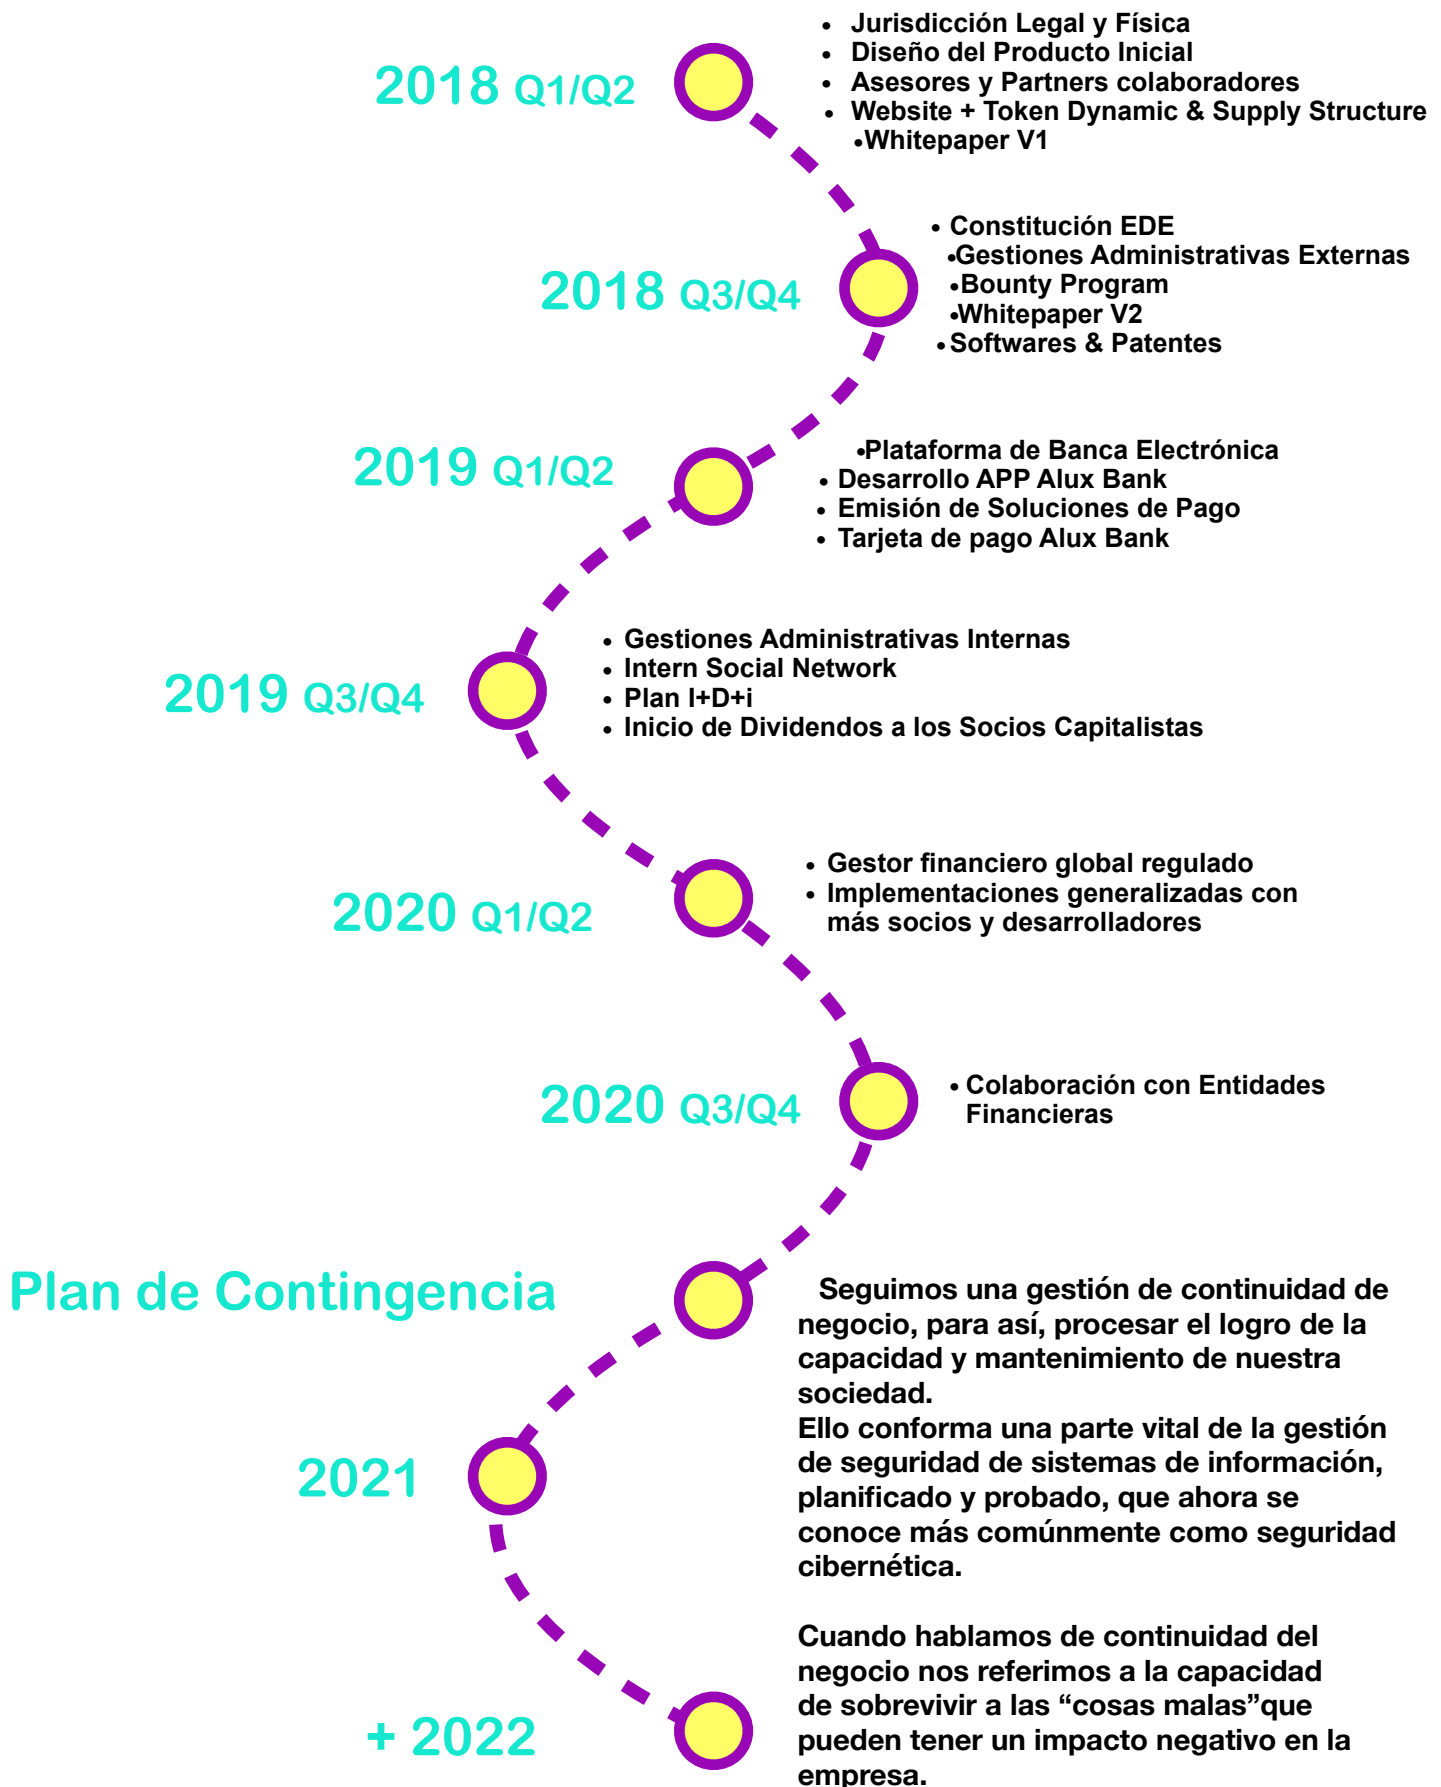 2018 Q1/Q2
• Jurisdicción Legal y Física
• Diseño del Producto Inicial
• Asesores y Partners colaboradores
• Website + Token Dynamic & Supply Structure
•Whitepaper V1
2018 Q3/Q4
• Constitución EDE
•Gestiones Administrativas Externas
•Bounty Program
•Whitepaper V2
• Softwares & Patentes
2019 Q1/Q2
•Plataforma de Banca Electrónica
• Desarrollo APP Alux Bank
• Emisión de Soluciones de Pago
• Tarjeta de pago Alux Bank
2019 Q3/Q4
• Gestiones Administrativas Internas
• Intern Social Network
• Plan I+D+i
• Inicio de Dividendos a los Socios Capitalistas
2020 Q1/Q2
• Gestor financiero global regulado
• Implementaciones generalizadas con
más socios y desarrolladores
2020 Q3/Q4
• Colaboración con Entidades
Financieras
Plan de Contingencia
Seguimos una gestión de continuidad de
negocio, para así, procesar el logro de la
capacidad y mantenimiento de nuestra
sociedad.
Ello conforma una parte vital de la gestión
de seguridad de sistemas de información,
planificado y probado, que ahora se
conoce más comúnmente como seguridad
cibernética.
2021
Cuando hablamos de continuidad del
negocio nos referimos a la capacidad
de sobrevivir a las “cosas malas”que
pueden tener un impacto negativo en la
empresa.
+ 2022